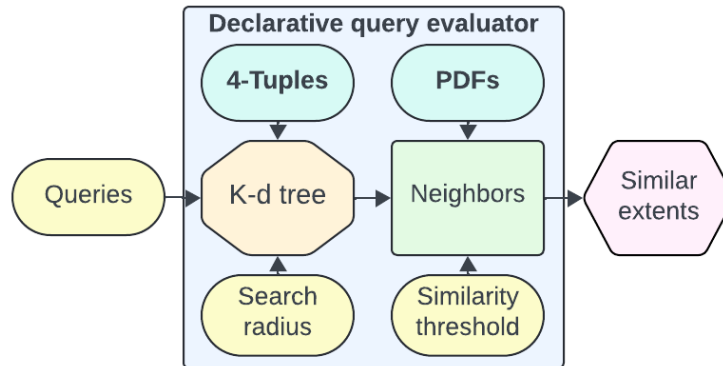 Declarative query evaluator
4-Tuples
PDFs
Queries
K-d tree
Neighbors
Similar
extents
Search
radius
Similarity
threshold